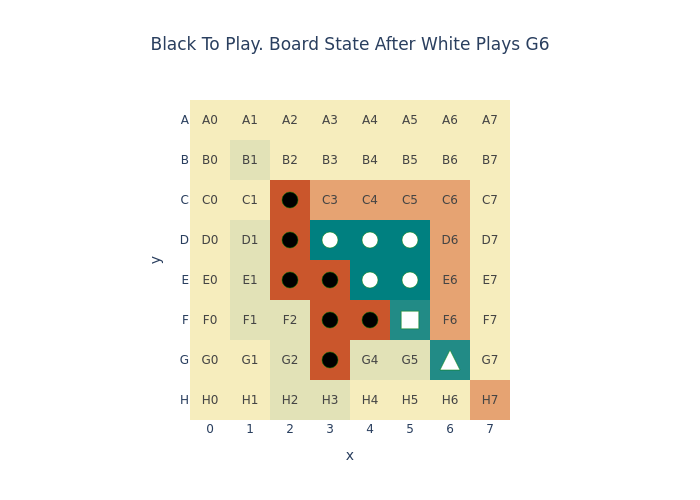 Black To Play. Board State After White Plays G6
A A0 A1 A2 A3 A4 A5 A6 A7
B B0 B1 B2 B3 B4 B5 B6 B7
C C0 C1 C3 C4 C5 C6 C7
D D0 D1 D6 D7
y
E E0 E1 E6 E7
F F0 F1 F2 F6 F7
G G0 G1 G2 G4 G5 G7
H H0 H1 H2 H3 H4 H5 H6 H7
0 1 2 3 4 5 6 7
x